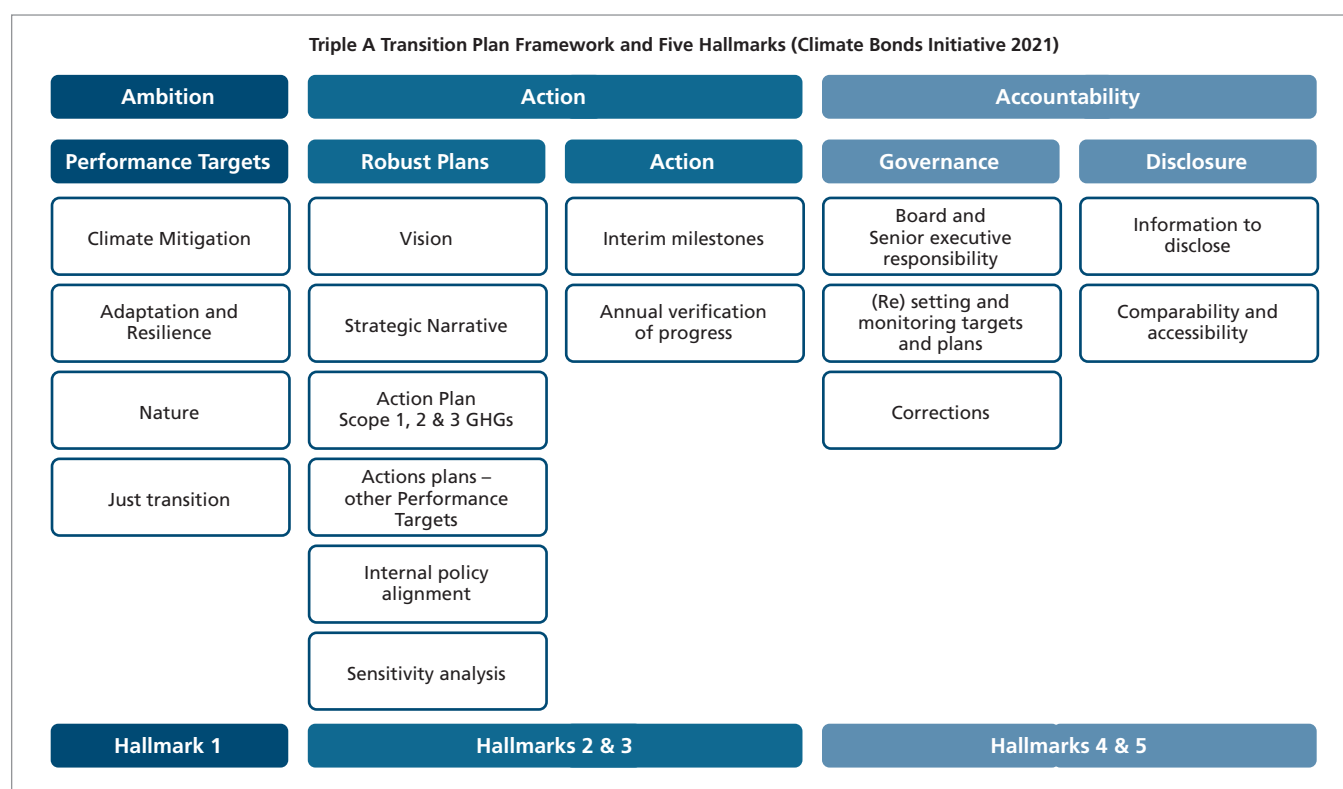 Triple A Transition Plan Framework and Five Hallmarks (Climate Bonds Initiative 2021)
Ambition
Action
Accountability
Performance Targets
Robust Plans
Action
Governance
Disclosure
Climate Mitigation
Vision
Interim milestones
Board and
Senior executive
responsibility
Information to
disclose
Adaptation and
Resilience
Strategic Narrative
Annual verification
of progress
(Re) setting and
monitoring targets
and plans
Comparability and
accessibility
Nature
Action Plan
Scope 1, 2 & 3 GHGs
Corrections
Just transition
Actions plans –
other Performance
Targets
Internal policy
alignment
Sensitivity analysis
Hallmark 1
Hallmarks 2 & 3
Hallmarks 4 & 5